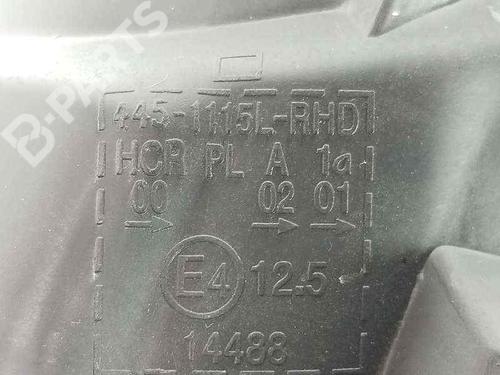 B-PARTS
445-1115L-RHD
HCR PL A 1a
00 → 02 → 01 →
E4 12.5
14488